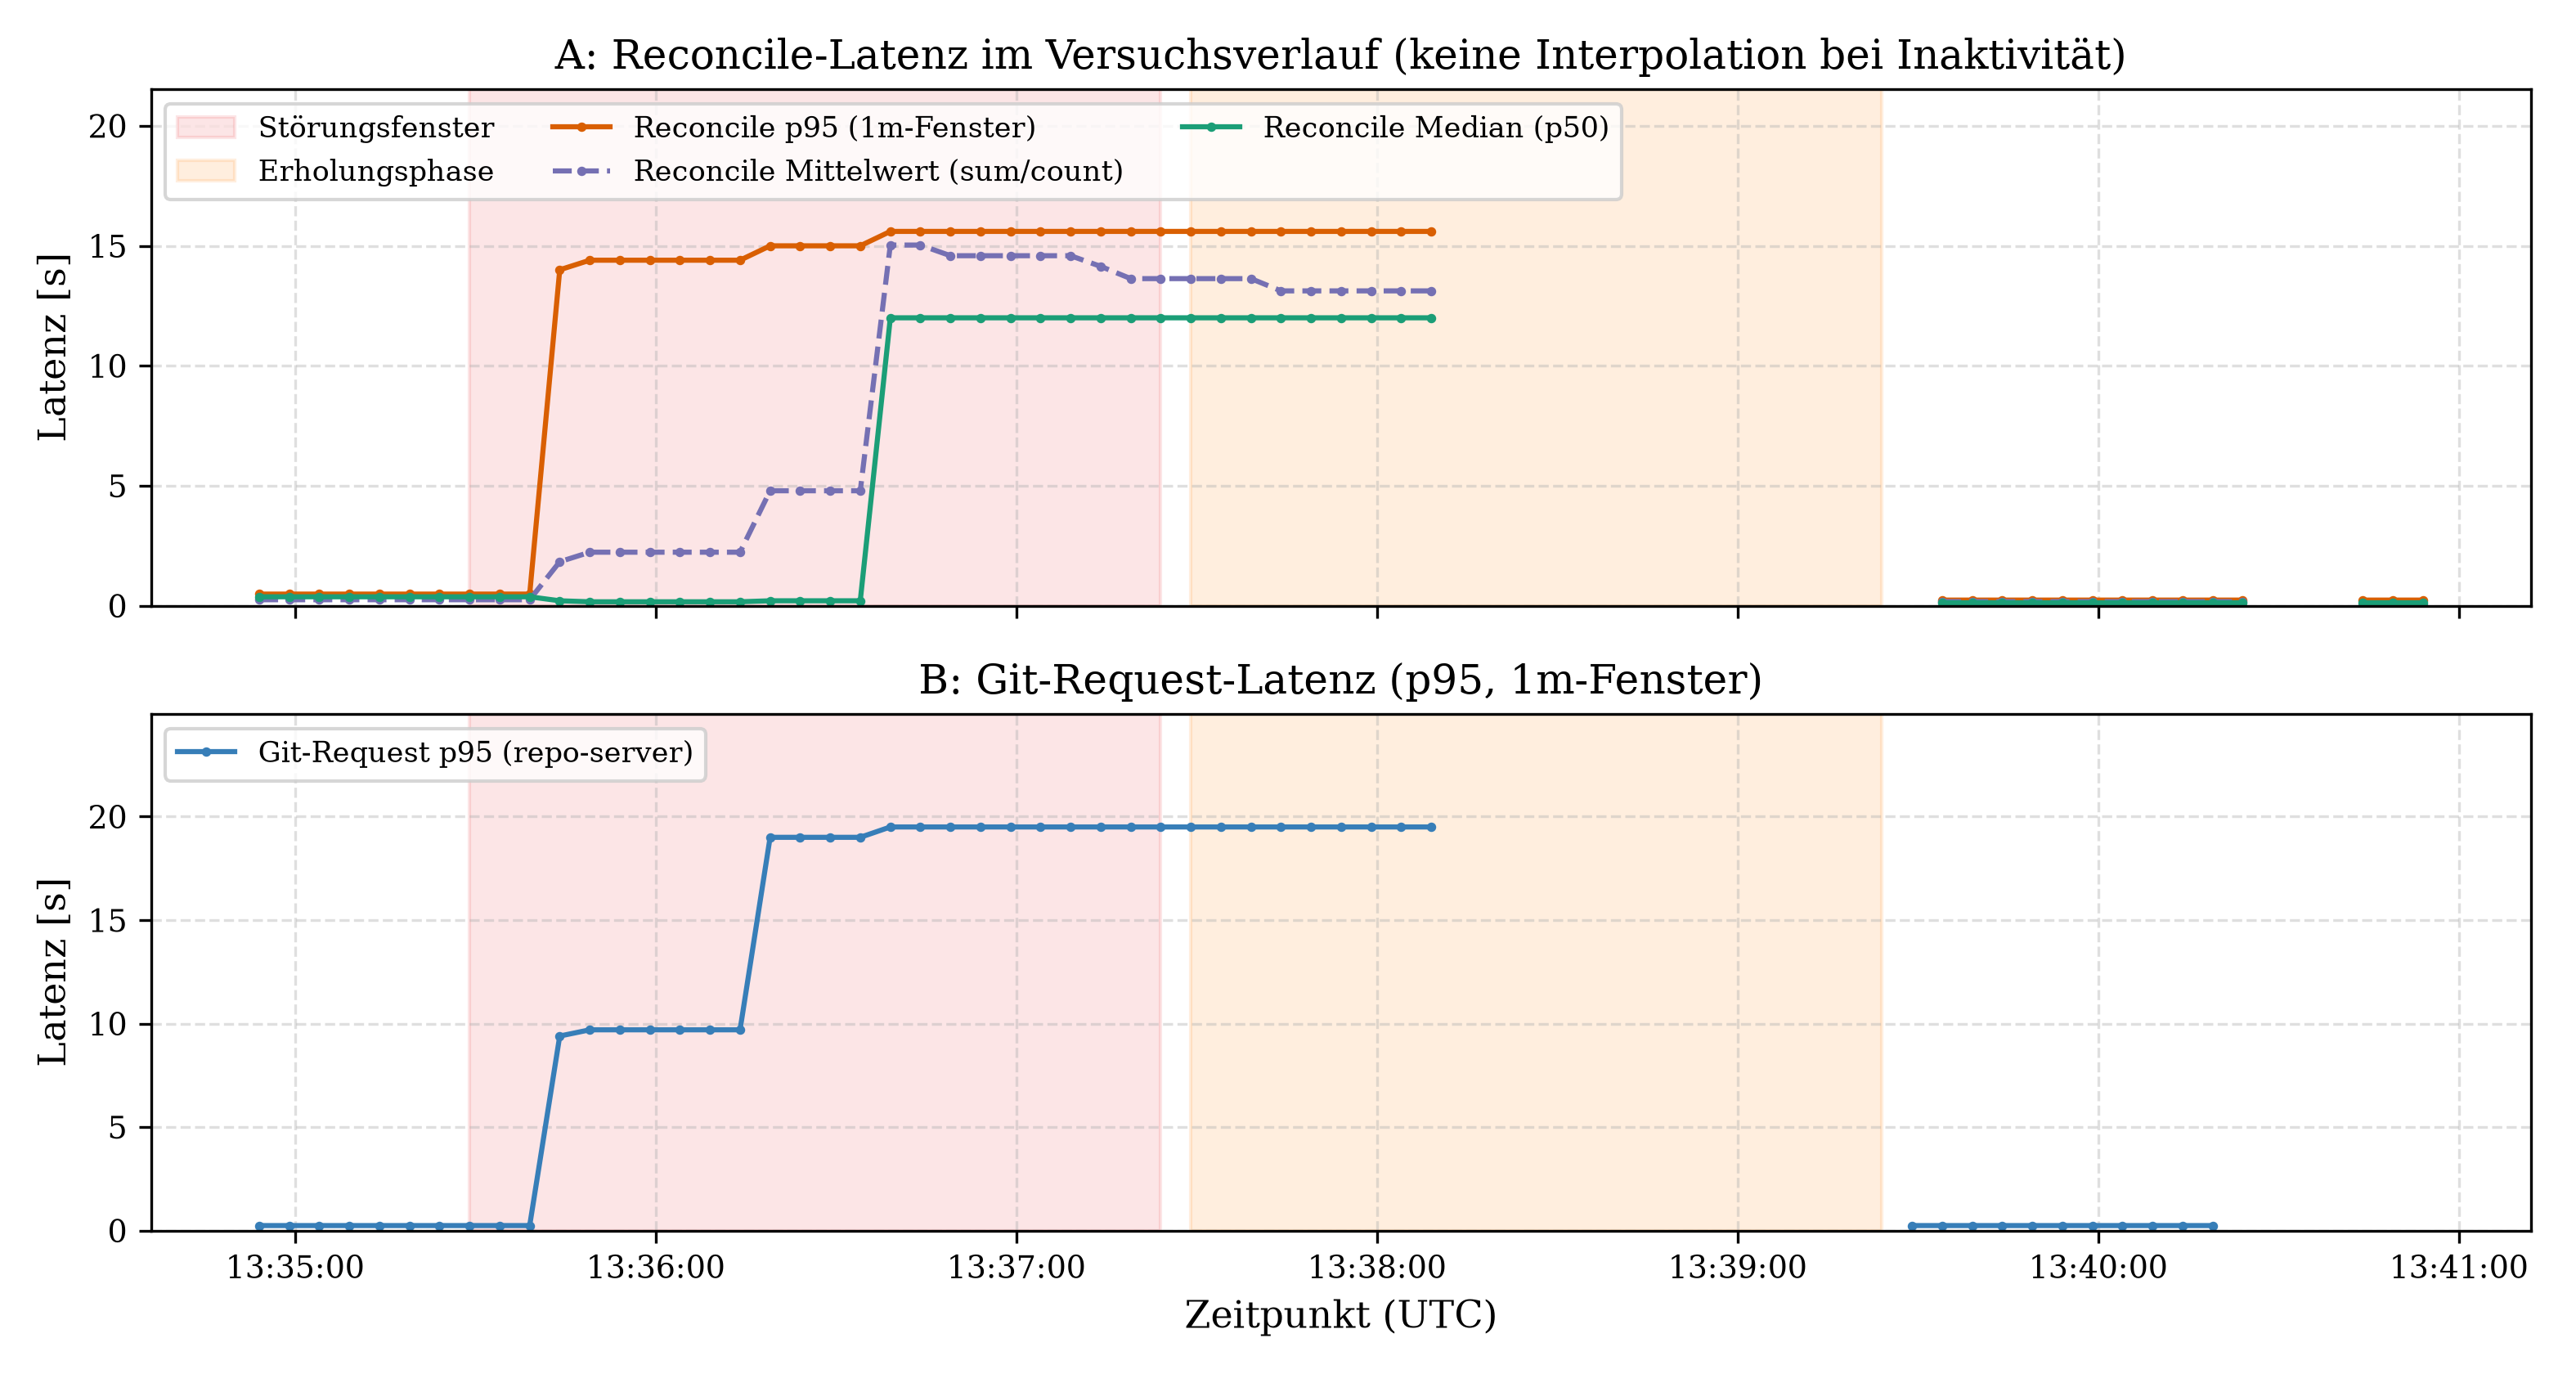 A: Reconcile-Latenz im Versuchsverlauf (keine Interpolation bei Inaktivität)
Störungsfenster
Erholungsphase
Reconcile p95 (1m-Fenster)
Reconcile Mittelwert (sum/count)
Reconcile Median (p50)
Latenz [s]
20
15
10
5
0
B: Git-Request-Latenz (p95, 1m-Fenster)
Git-Request p95 (repo-server)
Latenz [s]
20
15
10
5
0
13:35:00 13:36:00 13:37:00 13:38:00 13:39:00 13:40:00 13:41:00
Zeitpunkt (UTC)